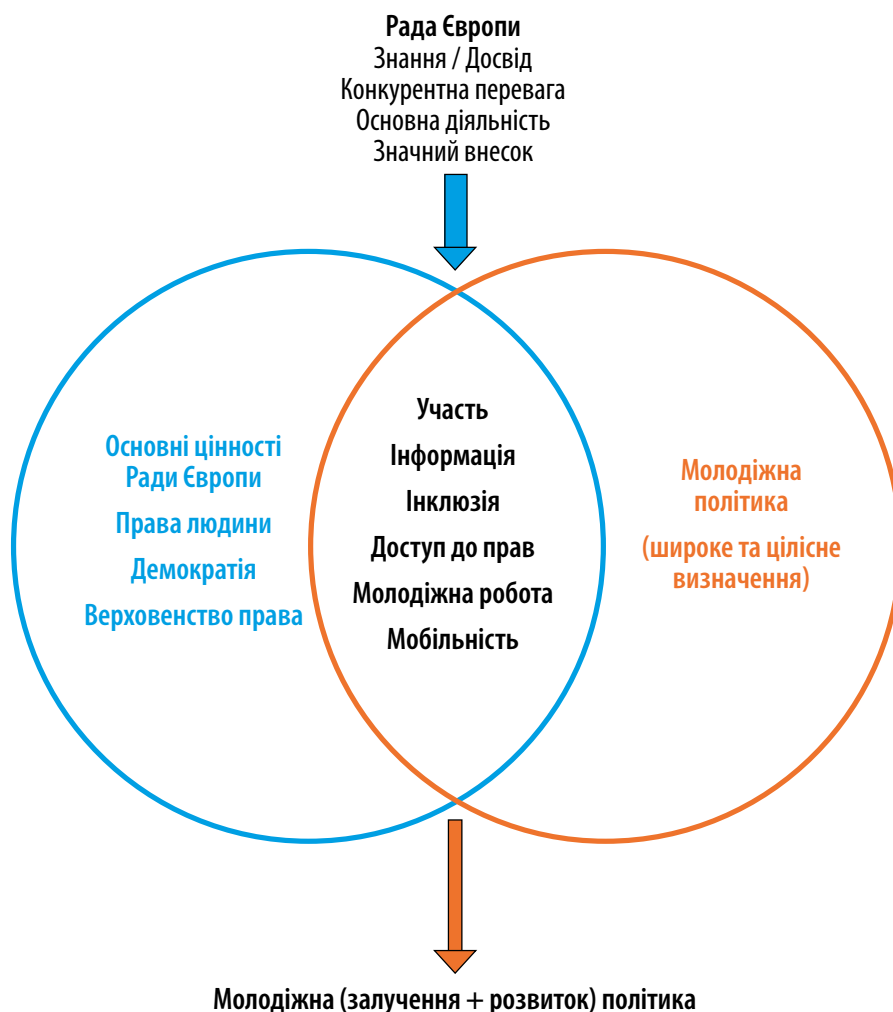 Рада Європи
Знання / Досвід
Конкурентна перевага
Основна діяльність
Значний внесок
Основні цінності
Ради Європи
Права людини
Демократія
Верховенство права
Участь
Інформація
Інклюзія
Доступ до прав
Молодіжна робота
Мобільність
Молодіжна
політика
(широке та цілісне
визначення)
Молодіжна (залучення + розвиток) політика